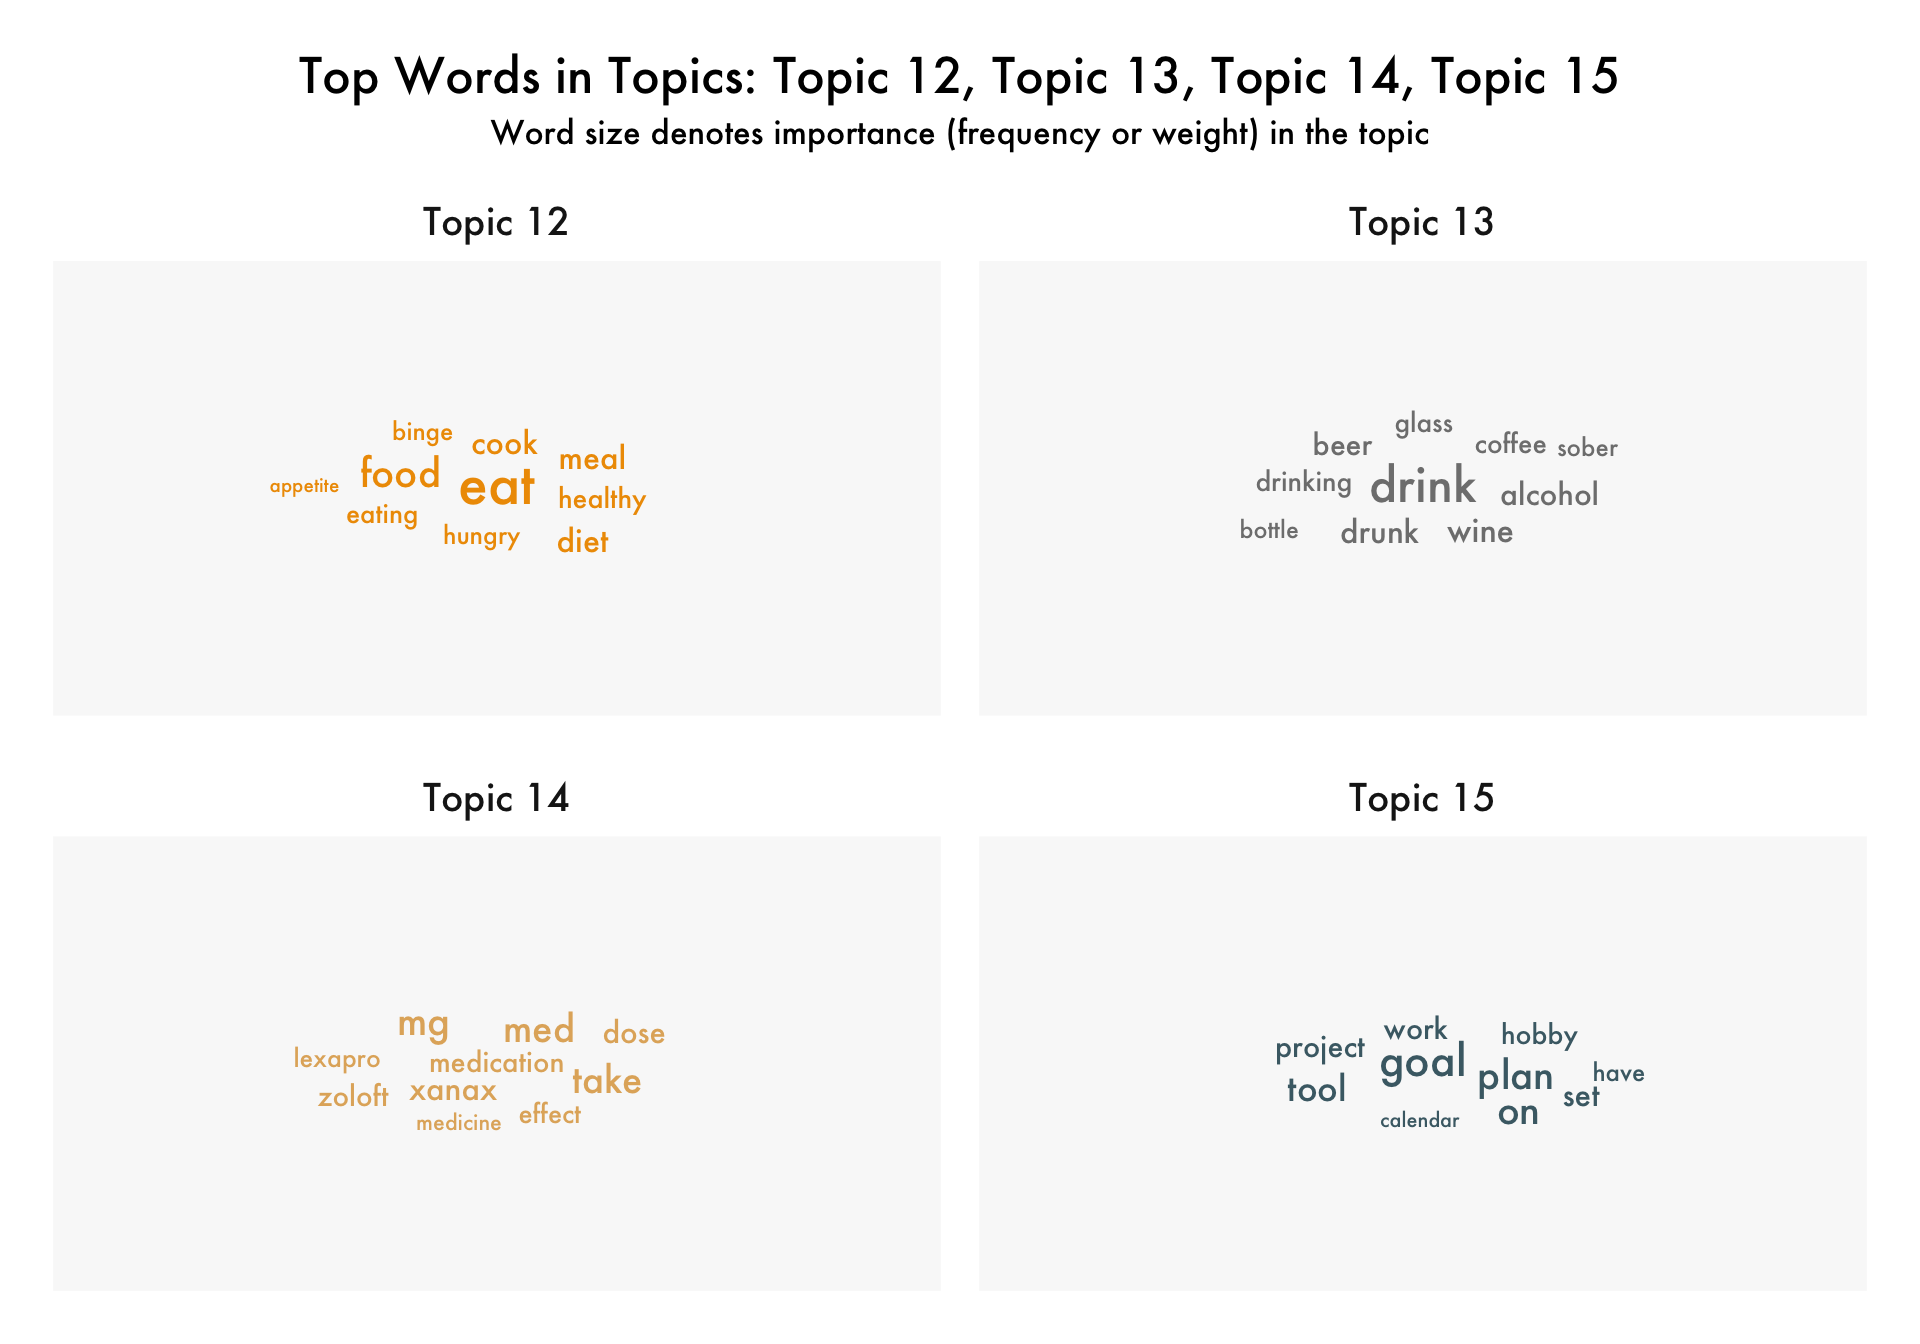 Top Words in Topics: Topic 12, Topic 13, Topic 14, Topic 15
Word size denotes importance (frequency or weight) in the topic
Topic 12
binge
cook
meal
food
eat
appetite
healthy
eating
hungry
diet
Topic 13
glass
beer
coffee
sober
drinking
drink
alcohol
bottle
drunk
wine
Topic 14
mg
med
dose
lexapro
medication
take
zoloft
xanax
medicine
effect
Topic 15
work
hobby
project
goal
plan
have
tool
set
on
calendar